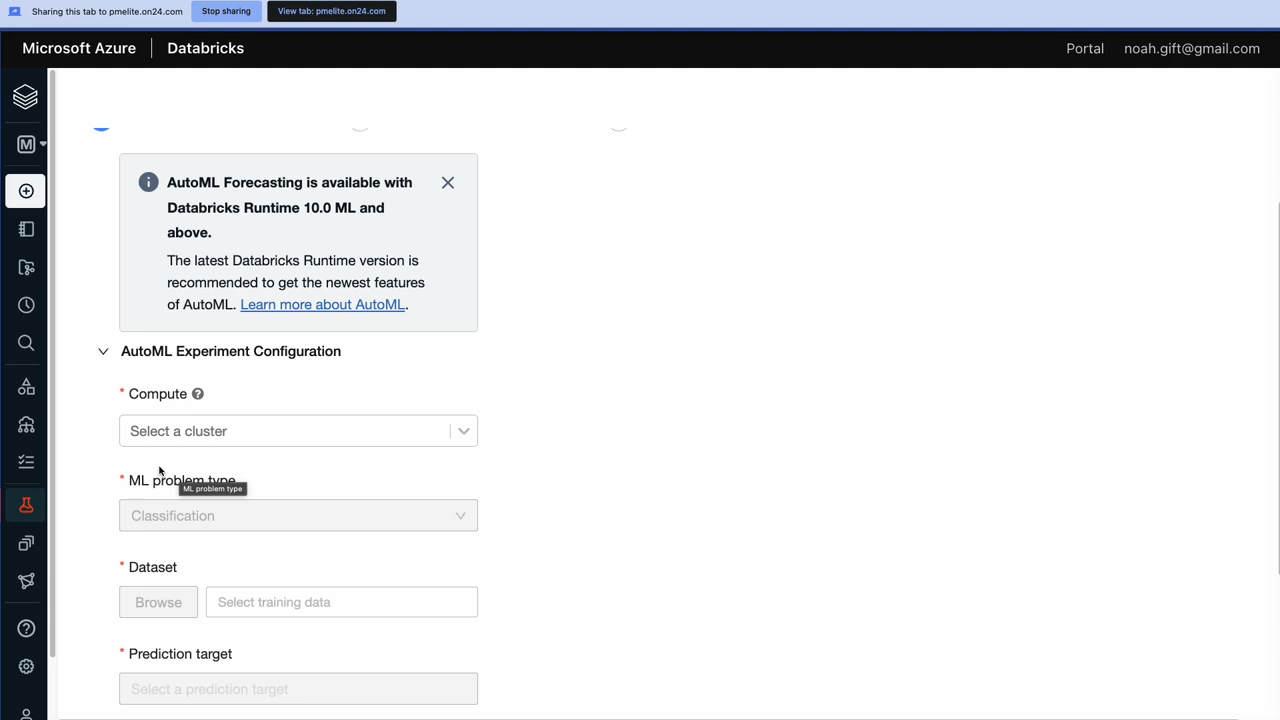 Sharing this tab to pmelite.on24.com
Stop sharing
View tab: pmelite.on24.com
Microsoft Azure
Databricks
Portal
noah.gift@gmail.com
M
AutoML Forecasting is available with
Databricks Runtime 10.0 ML and
above.
The latest Databricks Runtime version is
recommended to get the newest features
of AutoML. Learn more about AutoML.
AutoML Experiment Configuration
* Compute ?
Select a cluster
* ML problem type
ML problem type
Classification
* Dataset
Browse
Select training data
* Prediction target
Select a prediction target